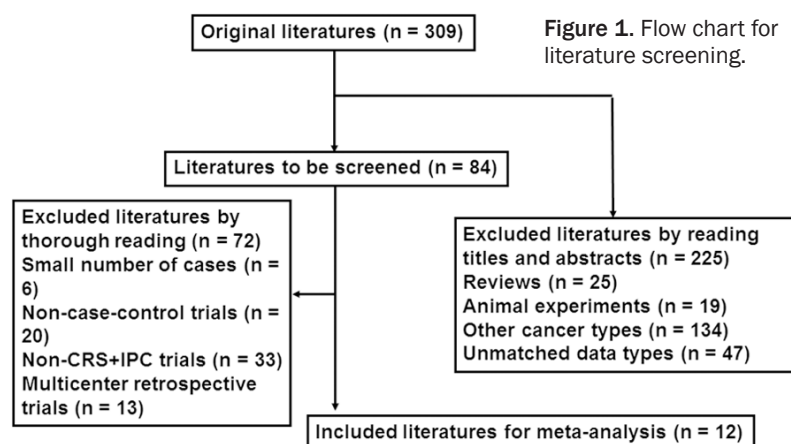 Original literatures (n = 309)
Figure 1. Flow chart for
literature screening.
Literatures to be screened (n = 84)
Excluded literatures by
thorough reading (n = 72)
Small number of cases (n =
6)
Non-case-control trials (n =
20)
Non-CRS+IPC trials (n = 33)
Multicenter retrospective
trials (n = 13)
Excluded literatures by reading
titles and abstracts (n = 225)
Reviews (n = 25)
Animal experiments (n = 19)
Other cancer types (n = 134)
Unmatched data types (n = 47)
Included literatures for meta-analysis (n = 12)